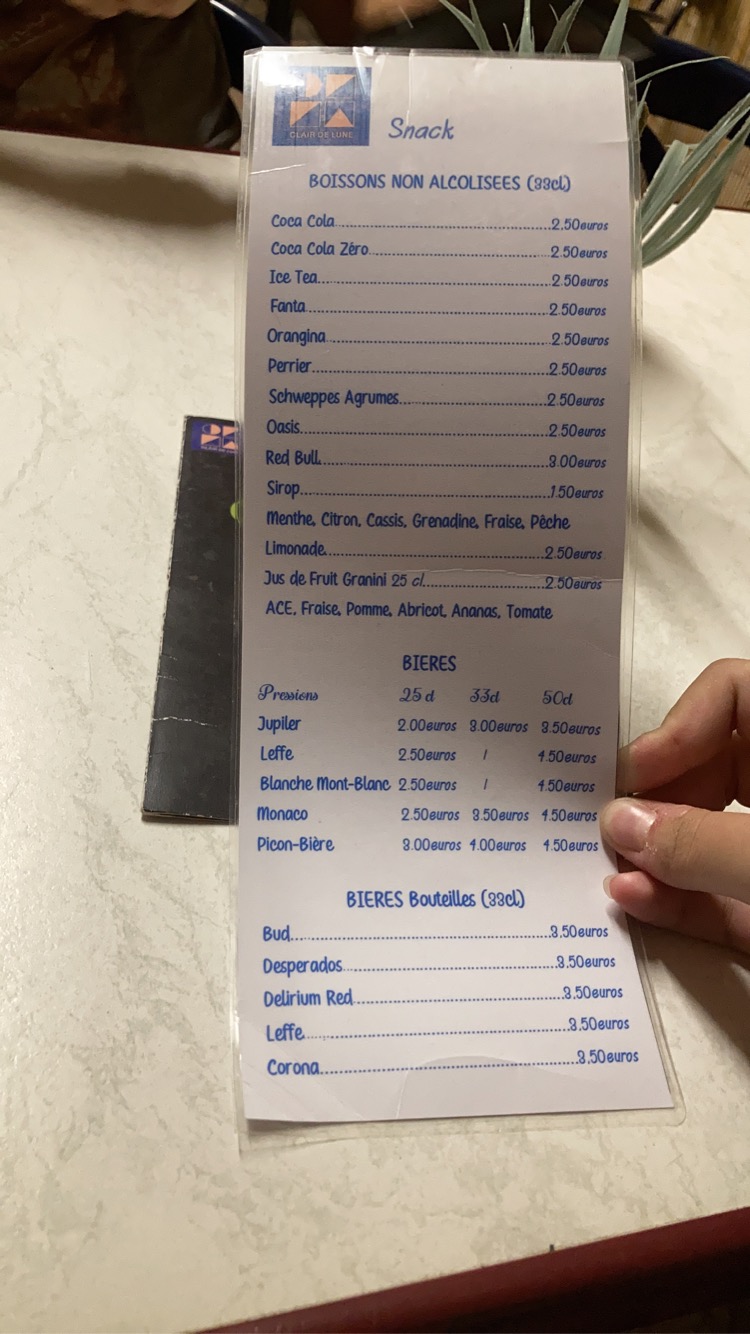 CLAIR DE LUNE
Snack
BOISSONS NON ALCOLISEES (33cl)
Coca Cola.....2.50euros
Coca Cola Zéro.....2.50euros
Ice Tea.....2.50euros
Fanta.....2.50euros
Orangina.....2.50euros
Perrier.....2.50euros
Schweppes Agrumes.....2.50euros
Oasis.....2.50euros
Red Bull.....3.00euros
Sirop.....1.50euros
Menthe, Citron, Cassis, Grenadine, Fraise, Pêche
Limonade.....2.50euros
Jus de Fruit Granini 25 cl.....2.50euros
ACE, Fraise, Pomme, Abricot, Ananas, Tomate
BIERES
Pressions 25cl 33cl 50cl
Jupiler 2.00euros 3.00euros 3.50euros
Leffe 2.50euros / 4.50euros
Blanche Mont-Blanc 2.50euros / 4.50euros
Monaco 2.50euros 3.50euros 4.50euros
Picon-Bière 3.00euros 4.00euros 4.50euros
BIERES Bouteilles (33cl)
Bud.....3.50euros
Desperados.....3.50euros
Delirium Red.....3.50euros
Leffe.....3.50euros
Corona.....3.50euros